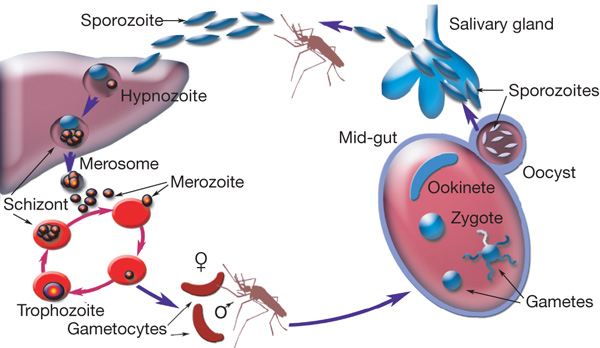 Sporozoite
Salivary gland
Hypnozoite
Sporozoites
Mid-gut
Merosome
Oocyst
Merozoite
Ookinete
Schizont
Zygote
♀
Trophozoite
♂
Gametes
Gametocytes